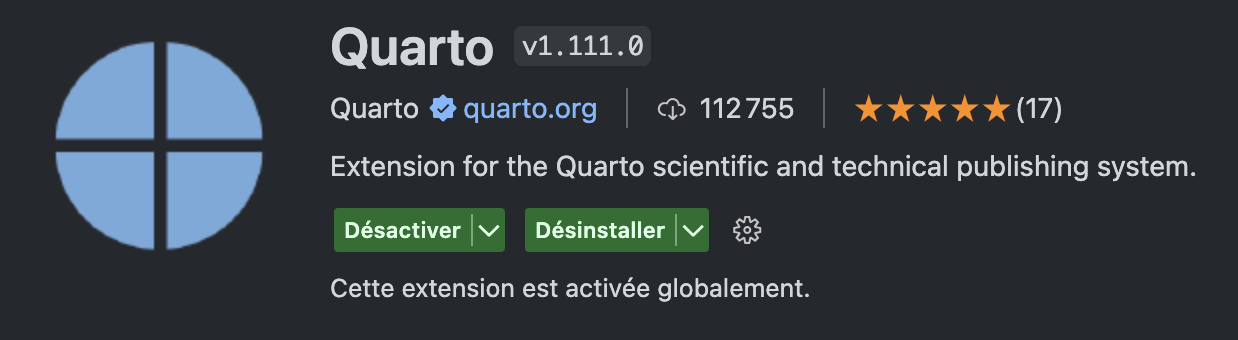 Quarto v1.111.0
Quarto quarto.org 112 755 (17)
Extension for the Quarto scientific and technical publishing system.
Désactiver Désinstaller
Cette extension est activée globalement.